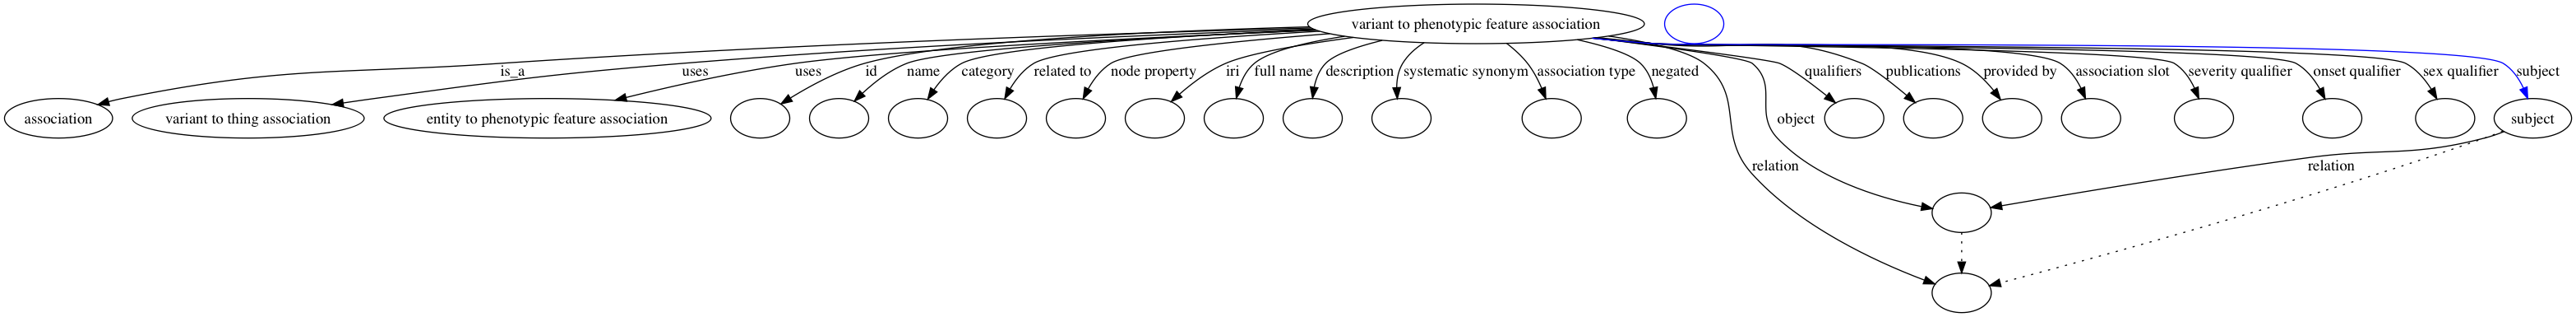 variant to phenotypic feature association
is_a
uses
uses
id
name
category
related to
node property
iri
full name
description
systematic synonym
association type
negated
qualifiers
publications
provided by
association slot
severity qualifier
onset qualifier
sex qualifier
subject
association
variant to thing association
entity to phenotypic feature association
object
subject
relation
relation